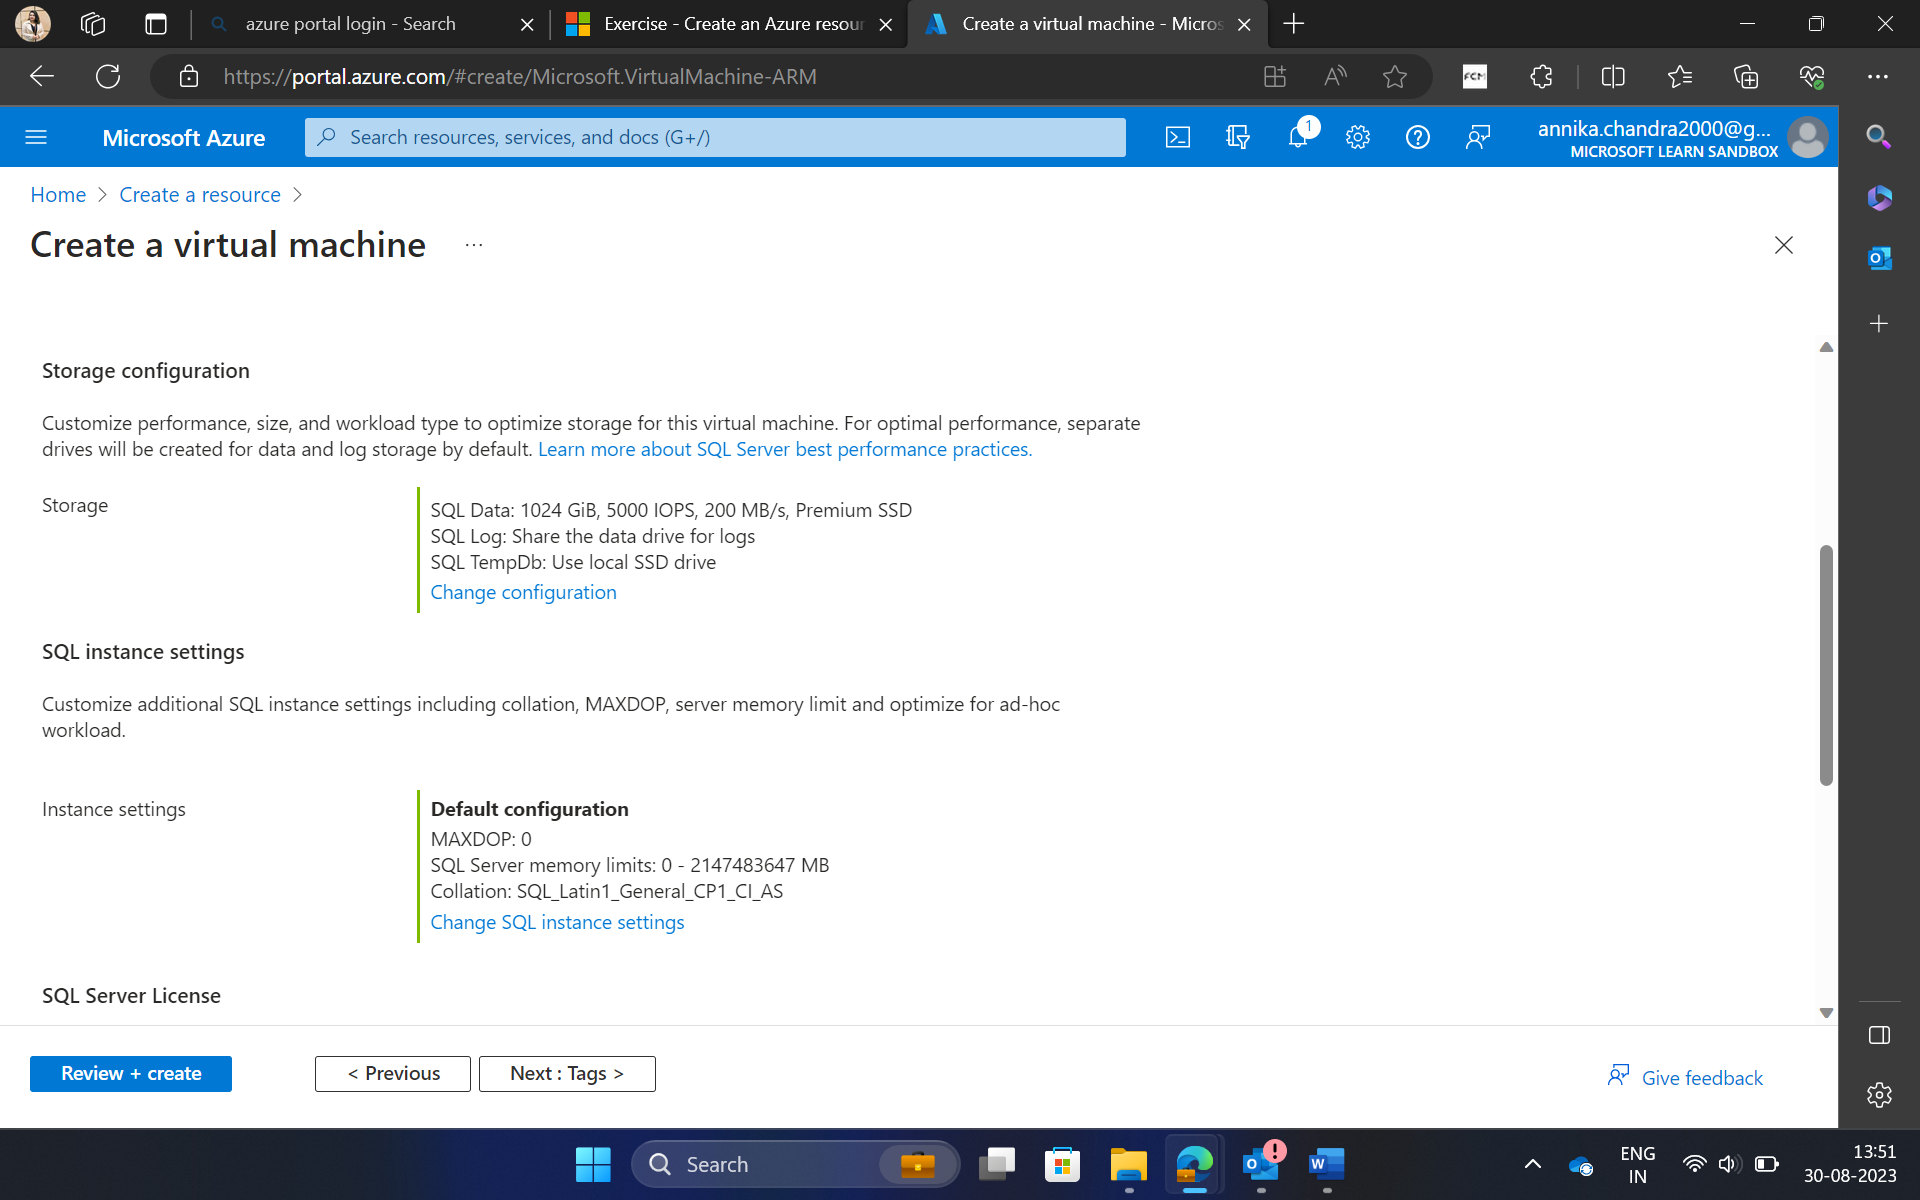 azure portal login - Search
Exercise - Create an Azure resour
Create a virtual machine - Micros
https://portal.azure.com/#create/Microsoft.VirtualMachine-ARM
FCM
Microsoft Azure
Search resources, services, and docs (G+/)
1
annika.chandra2000@g...
MICROSOFT LEARN SANDBOX
Home > Create a resource >
Create a virtual machine ...
Storage configuration
Customize performance, size, and workload type to optimize storage for this virtual machine. For optimal performance, separate
drives will be created for data and log storage by default. Learn more about SQL Server best performance practices.
Storage
SQL Data: 1024 GiB, 5000 IOPS, 200 MB/s, Premium SSD
SQL Log: Share the data drive for logs
SQL TempDb: Use local SSD drive
Change configuration
SQL instance settings
Customize additional SQL instance settings including collation, MAXDOP, server memory limit and optimize for ad-hoc
workload.
Instance settings
Default configuration
MAXDOP: 0
SQL Server memory limits: 0 - 2147483647 MB
Collation: SQL_Latin1_General_CP1_CI_AS
Change SQL instance settings
SQL Server License
Review + create
< Previous
Next : Tags >
Give feedback
Search
ENG
IN
13:51
30-08-2023